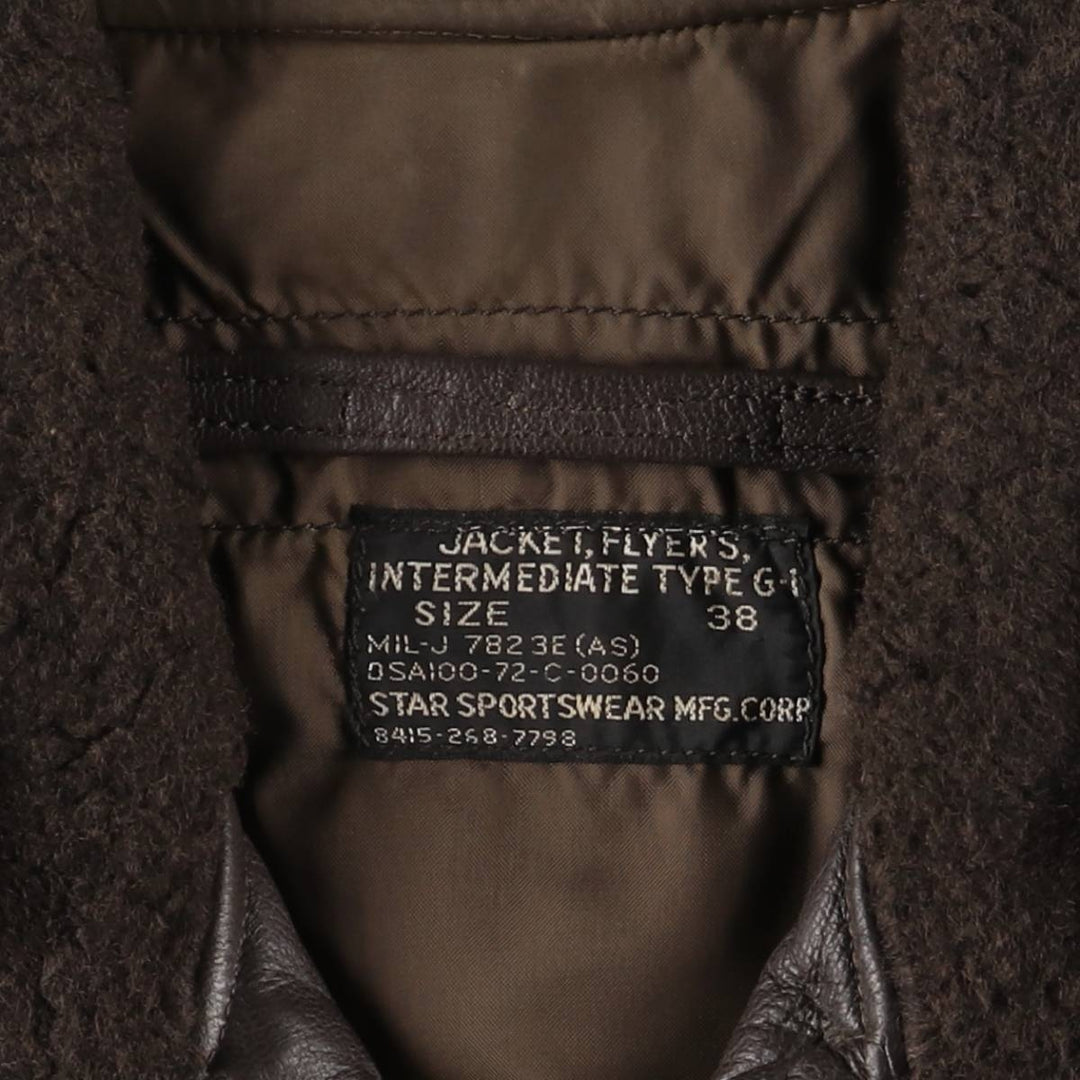 JACKET, FLYER'S,
INTERMEDIATE TYPE G-1
SIZE 38
MIL-J 7823E (AS)
DSA100-72-C-0060
STAR SPORTSWEAR MFG. CORP
8415-268-7798